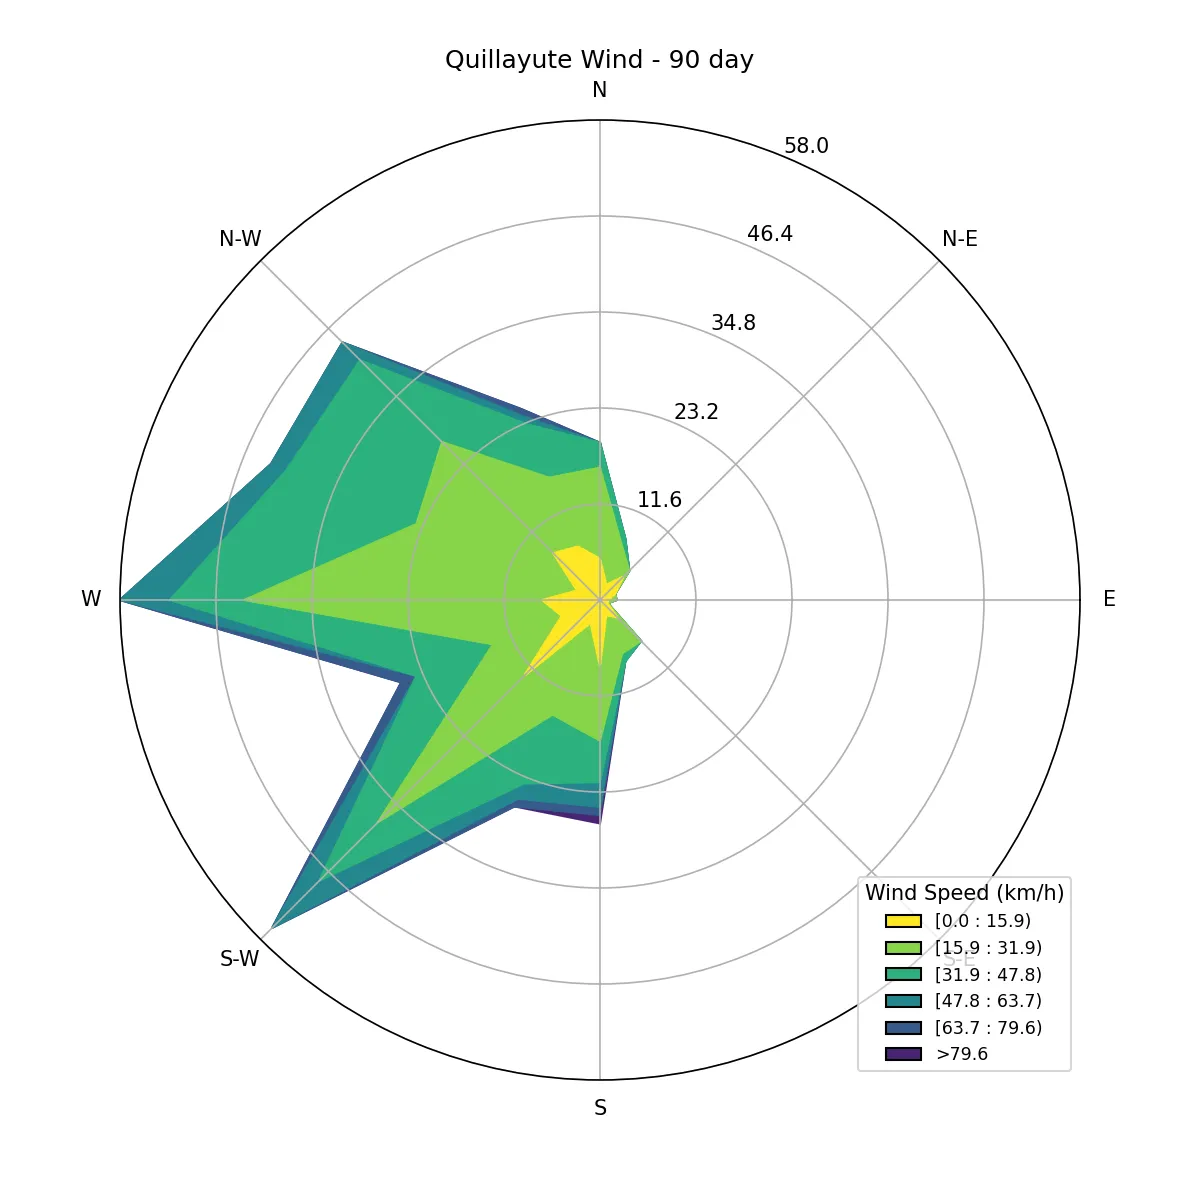 Quillayute Wind - 90 day
N
58.0
N-W
46.4
N-E
34.8
23.2
11.6
W
E
S-W
S-E
S
Wind Speed (km/h)
[0.0 : 15.9)
[15.9 : 31.9)
[31.9 : 47.8)
[47.8 : 63.7)
[63.7 : 79.6)
>79.6